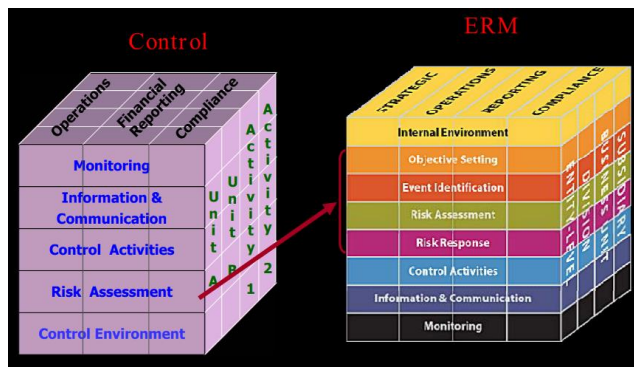 Control
ERM
Operations
Financial
Reporting
Compliance
Monitoring
Information &
Communication
Control Activities
Risk Assessment
Control Environment
Unit A
Unit B
Activity 1
Activity 2
STRATEGIC
OPERATIONS
REPORTING
COMPLIANCE
Internal Environment
Objective Setting
Event Identification
Risk Assessment
Risk Response
Control Activities
Information & Communication
Monitoring
ENTITY-LEVEL
DIVISION
BUSINESS UNIT
SUBSIDIARY